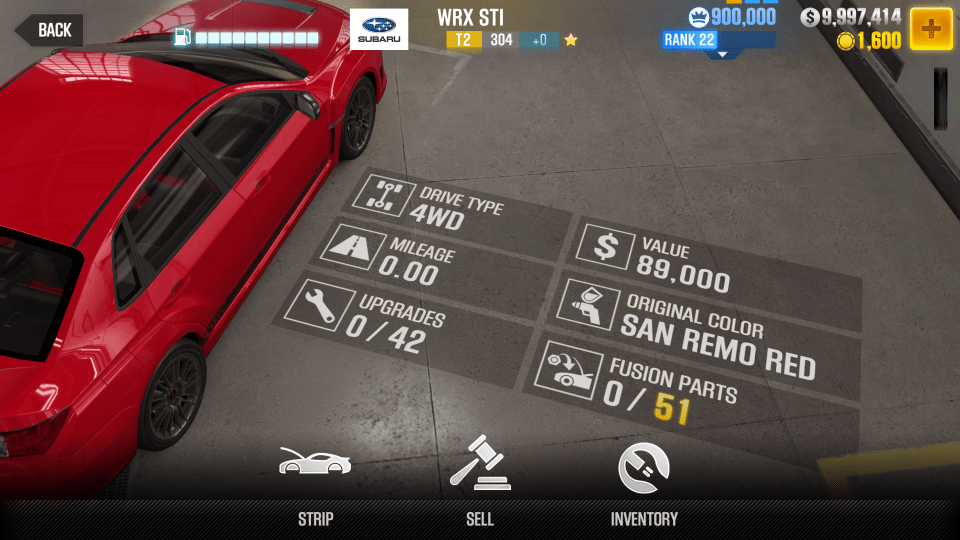 BACK
SUBARU
WRX STI
T2 304 +0
900,000
RANK 22
$ 9,997,414
1,600
DRIVE TYPE
4WD
MILEAGE
0.00
UPGRADES
0 / 42
$ VALUE
89,000
ORIGINAL COLOR
SAN REMO RED
FUSION PARTS
0 / 51
STRIP
SELL
INVENTORY